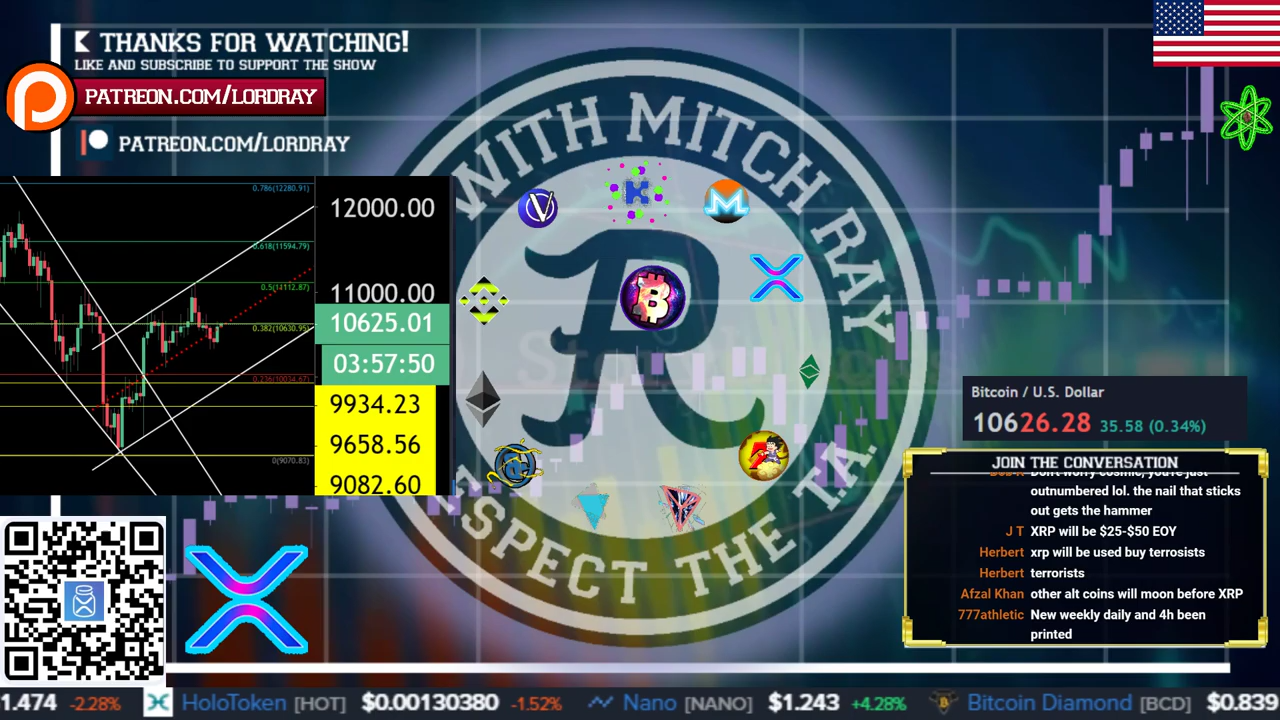 THANKS FOR WATCHING!
LIKE AND SUBSCRIBE TO SUPPORT THE SHOW
PATREON.COM/LORDRAY
PATREON.COM/LORDRAY
WITH MITCH RAY
R
SPECT THE T.A.
0.786(12280.91)
0.618(11594.79)
0.5(11112.87)
0.382(10630.95)
0.236(10034.67)
0(9070.83)
12000.00
11000.00
10625.01
03:57:50
9934.23
9658.56
9082.60
Bitcoin / U.S. Dollar
10626.28 35.58 (0.34%)
JOIN THE CONVERSATION
Don't worry cosmic, you're just
outnumbered lol. the nail that sticks
out gets the hammer
J T XRP will be $25-$50 EOY
Herbert xrp will be used buy terrosists
Herbert terrorists
Afzal Khan other alt coins will moon before XRP
777athletic New weekly daily and 4h been
printed
1.474 -2.28% HoloToken [HOT] $0.00130380 -1.52% Nano [NANO] $1.243 +4.28% Bitcoin Diamond [BCD] $0.839